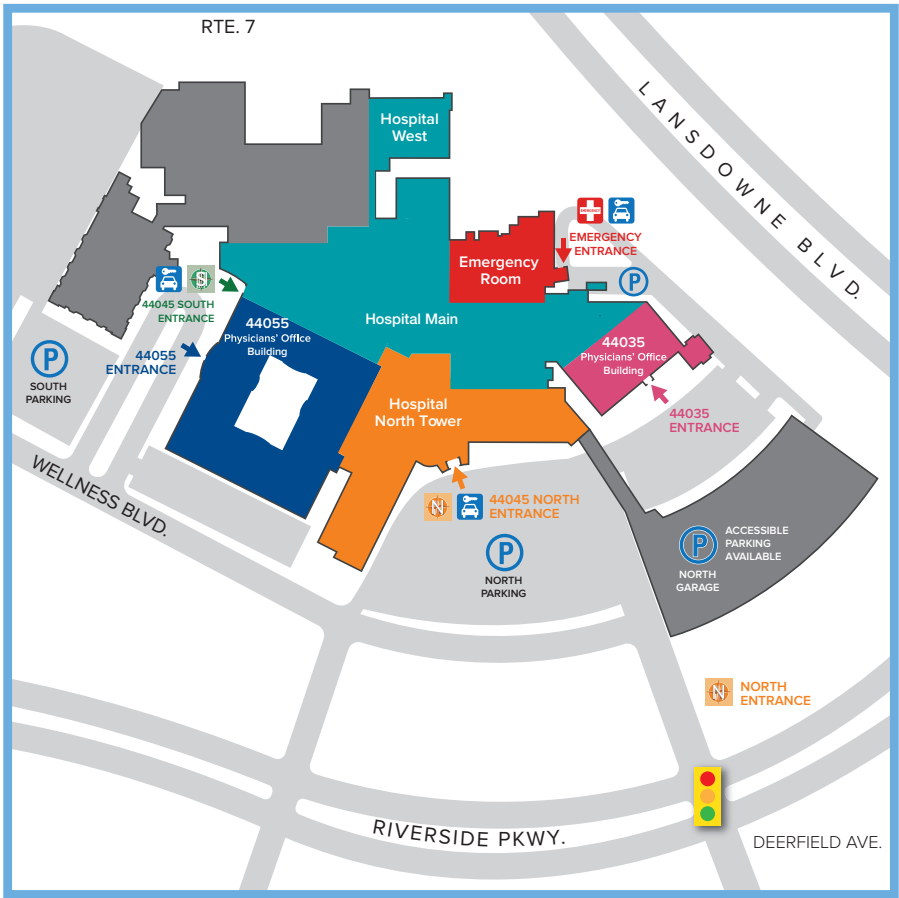 RTE. 7
LANSDOWNE BLVD.
Hospital
West
EMERGENCY
EMERGENCY
ENTRANCE
Emergency
Room
P
S
44045 SOUTH
ENTRANCE
Hospital Main
44055
Physicians' Office
Building
44035
Physicians' Office
Building
44055
ENTRANCE
P
SOUTH
PARKING
Hospital
North Tower
44035
ENTRANCE
WELLNESS BLVD.
N
44045 NORTH
ENTRANCE
P
NORTH
PARKING
P
ACCESSIBLE
PARKING
AVAILABLE
NORTH
GARAGE
N
NORTH
ENTRANCE
RIVERSIDE PKWY.
DEERFIELD AVE.